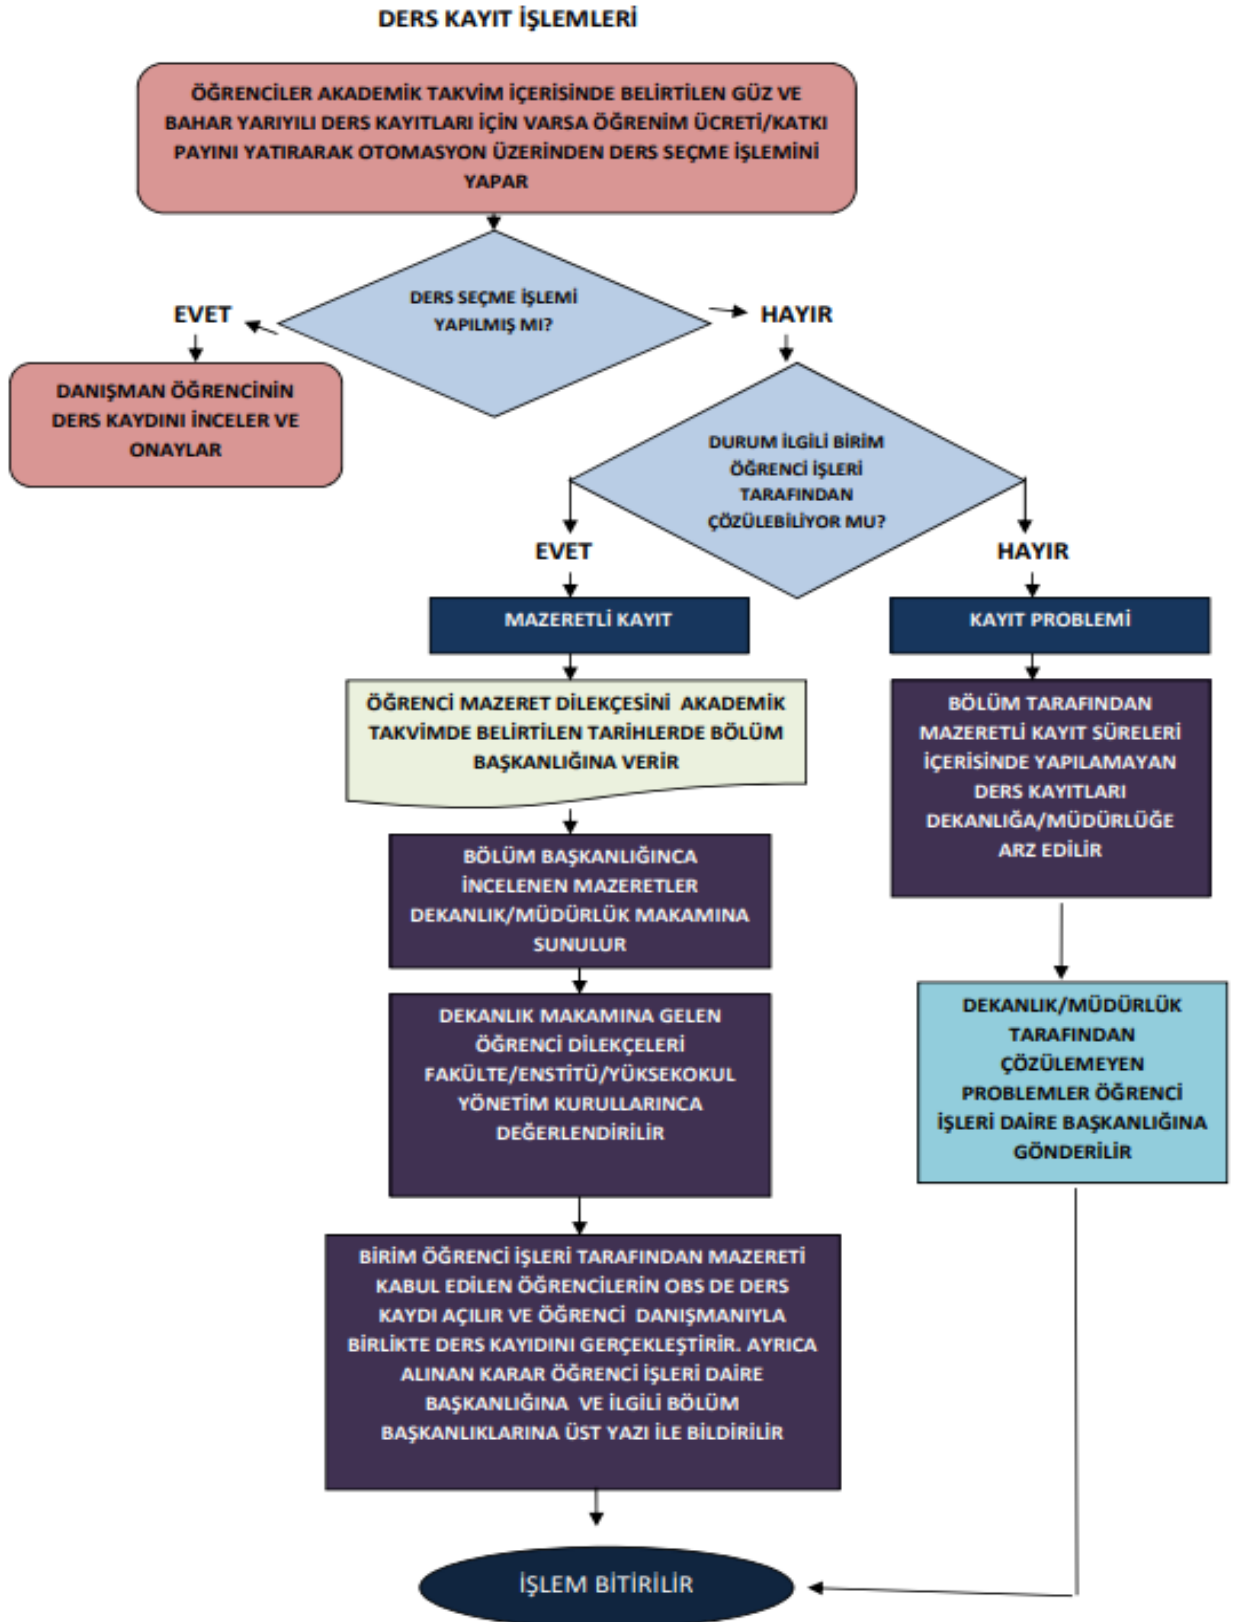 DERS KAYIT İŞLEMLERİ
ÖĞRENCİLER AKADEMİK TAKVİM İÇERİSİNDE BELİRTİLEN GÜZ VE
BAHAR YARIYILI DERS KAYITLARI İÇİN VARSA ÖĞRENİM ÜCRETİ/KATKI
PAYINI YATIRARAK OTOMASYON ÜZERİNDEN DERS SEÇME İŞLEMİNİ
YAPAR
DERS SEÇME İŞLEMİ
YAPILMIŞ MI?
EVET
HAYIR
DANIŞMAN ÖĞRENCİNİN
DERS KAYDINI İNCELER VE
ONAYLAR
DURUM İLGİLİ BİRİM
ÖĞRENCİ İŞLERİ
TARAFINDAN
ÇÖZÜLEBİLİYOR MU?
EVET
HAYIR
MAZERETLİ KAYIT
ÖĞRENCİ MAZERET DİLEKÇESİNİ AKADEMİK
TAKVİMDE BELİRTİLEN TARİHLERDE BÖLÜM
BAŞKANLIĞINA VERİR
BÖLÜM BAŞKANLIĞINCA
İNCELENEN MAZERETLER
DEKANLIK/MÜDÜRLÜK MAKAMINA
SUNULUR
DEKANLIK MAKAMINA GELEN
ÖĞRENCİ DİLEKÇELERİ
FAKÜLTE/ENSTİTÜ/YÜKSEKOKUL
YÖNETİM KURULLARINCA
DEĞERLENDİRİLİR
BİRİM ÖĞRENCİ İŞLERİ TARAFINDAN MAZERETİ
KABUL EDİLEN ÖĞRENCİLERİN OBS DE DERS
KAYDI AÇILIR VE ÖĞRENCİ DANIŞMANIYLA
BİRLİKTE DERS KAYIDINI GERÇEKLEŞTİRİR. AYRICA
ALINAN KARAR ÖĞRENCİ İŞLERİ DAİRE
BAŞKANLIĞINA VE İLGİLİ BÖLÜM
BAŞKANLIKLARINA ÜST YAZI İLE BİLDİRİLİR
KAYIT PROBLEMİ
BÖLÜM TARAFINDAN
MAZERETLİ KAYIT SÜRELERİ
İÇERİSİNDE YAPILAMAYAN
DERS KAYITLARI
DEKANLIĞA/MÜDÜRLÜĞE
ARZ EDİLİR
DEKANLIK/MÜDÜRLÜK
TARAFINDAN
ÇÖZÜLEMEYEN
PROBLEMLER ÖĞRENCİ
İŞLERİ DAİRE BAŞKANLIĞINA
GÖNDERİLİR
İŞLEM BİTİRİLİR